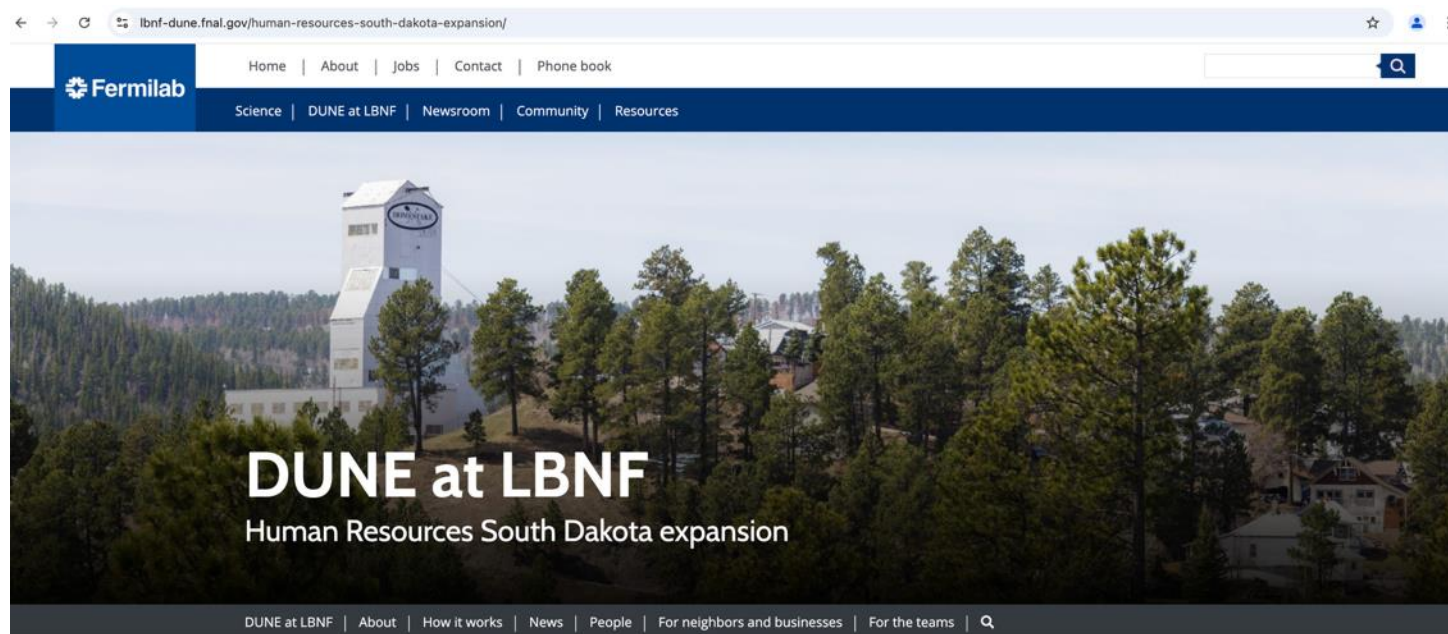 lbnf-dune.fnal.gov/human-resources-south-dakota-expansion/
Home | About | Jobs | Contact | Phone book
Fermilab
Science | DUNE at LBNF | Newsroom | Community | Resources
HOMESTAKE
DUNE at LBNF
Human Resources South Dakota expansion
DUNE at LBNF | About | How it works | News | People | For neighbors and businesses | For the teams |